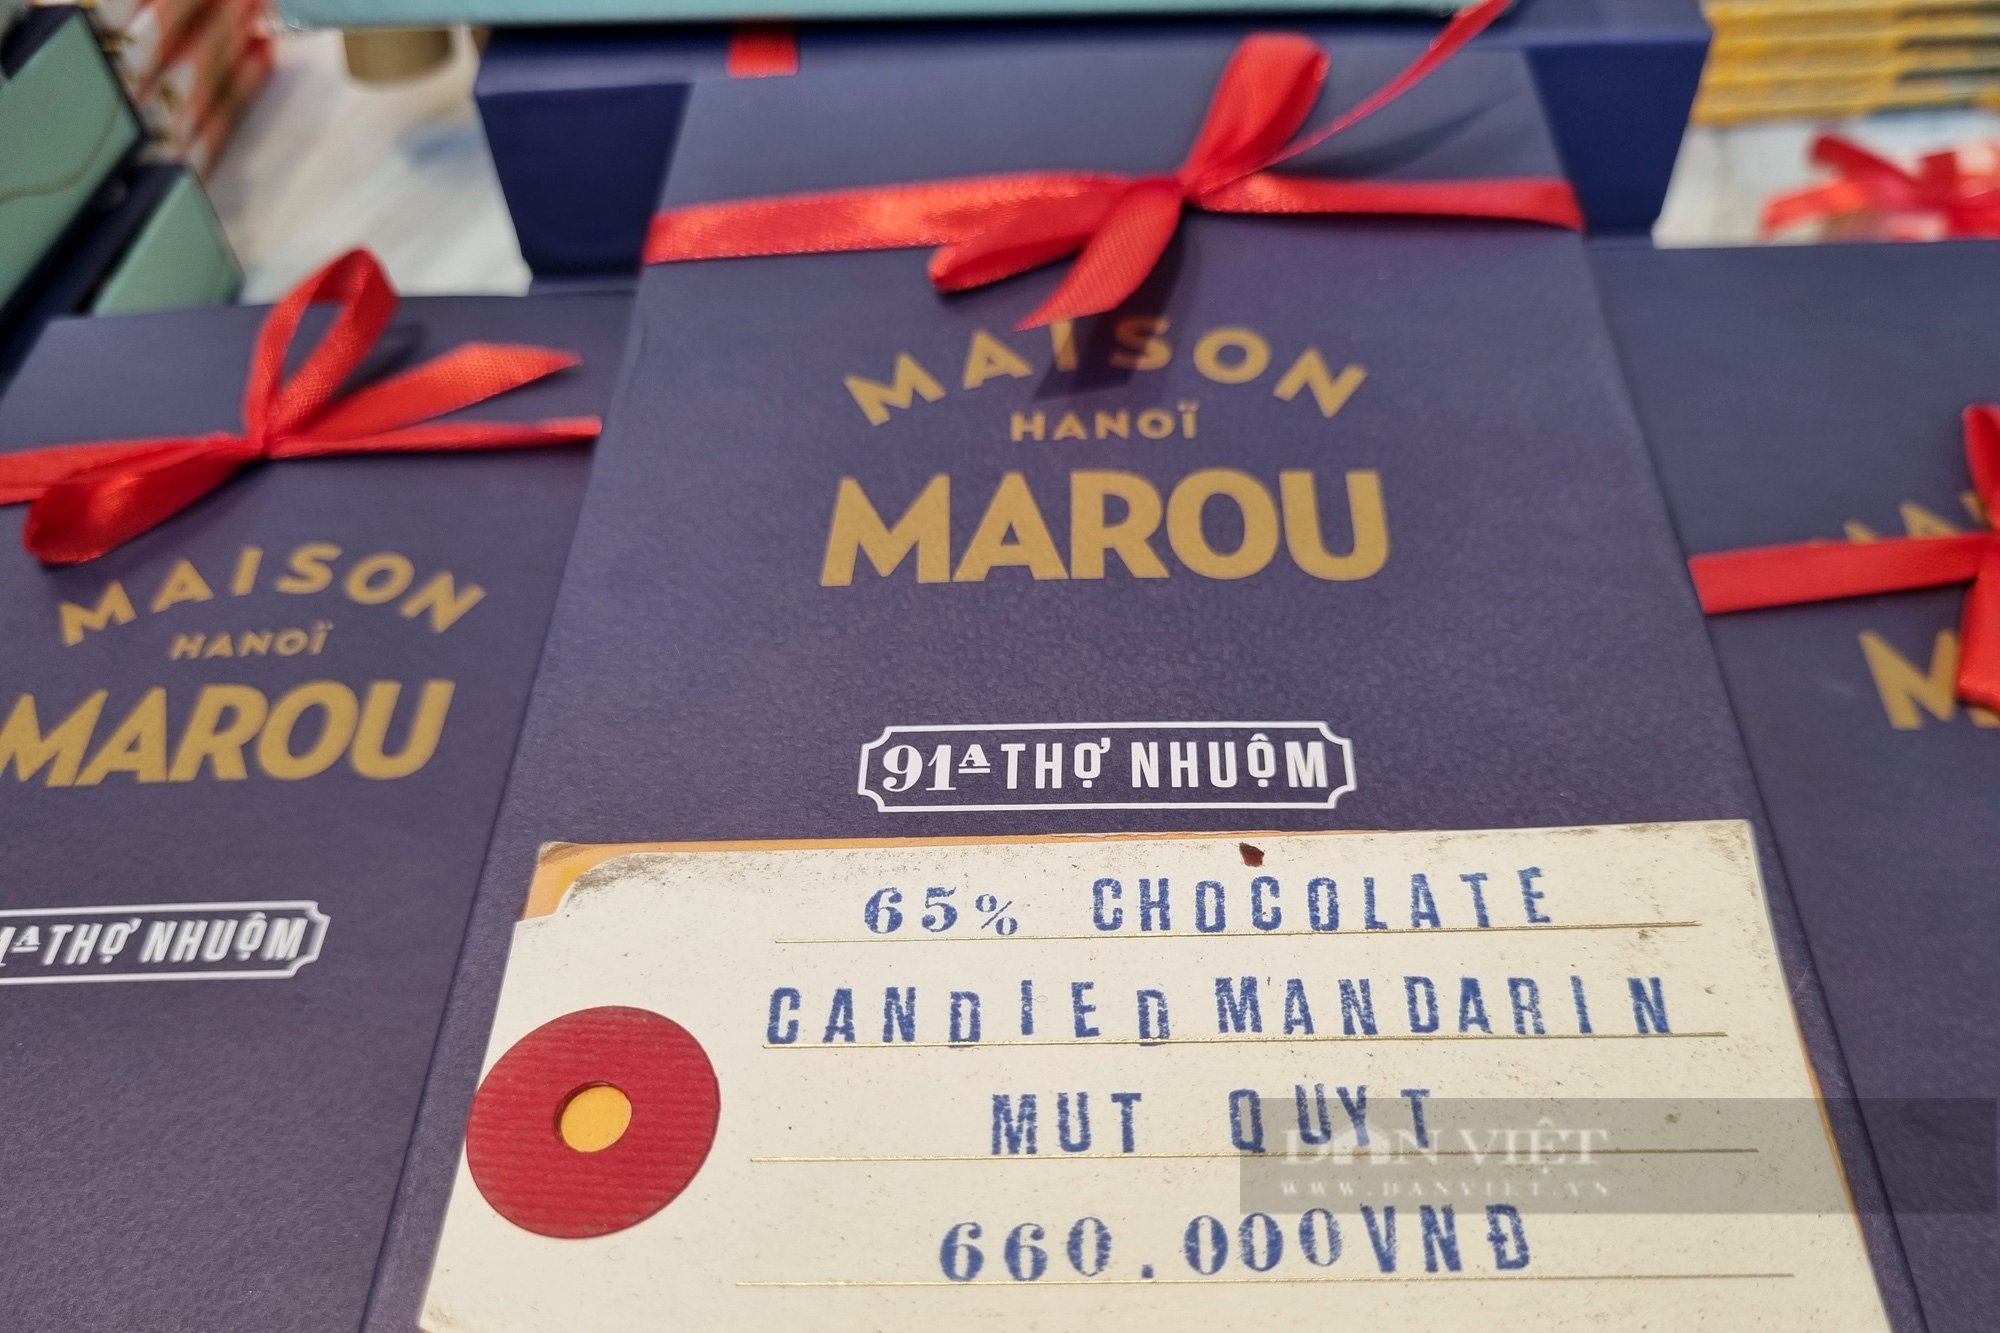 MAISON
HANOÏ
MAROU
91A THỢ NHUỘM
65% CHOCOLATE
CANDIED MANDARIN
MUT QUYT
660.000VNĐ
MAISON
HANOÏ
MAROU
1A THỢ NHUỘM
DÂN VIỆT
WWW.DANVIET.VN